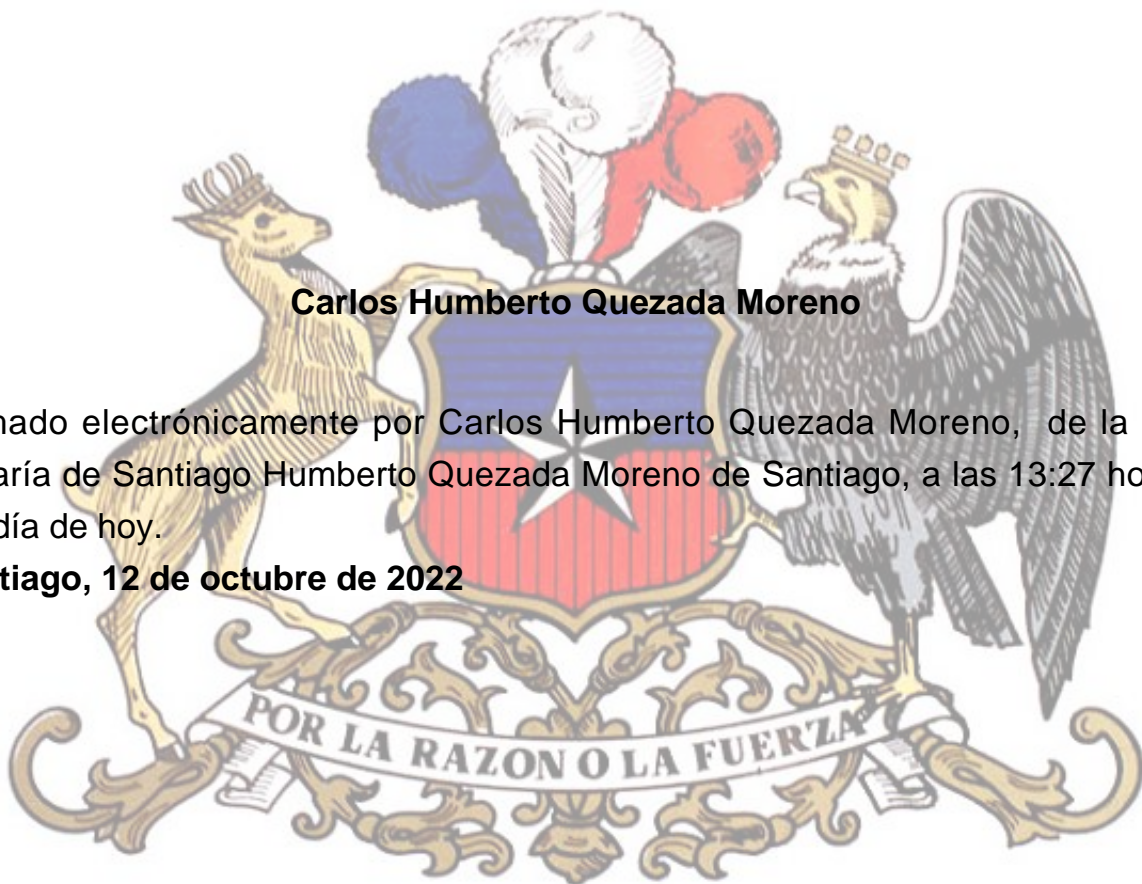 Carlos Humberto Quezada Moreno
nado electrónicamente por Carlos Humberto Quezada Moreno, de la
aría de Santiago Humberto Quezada Moreno de Santiago, a las 13:27 ho
día de hoy.
tiago, 12 de octubre de 2022
POR LA RAZON O LA FUERZA